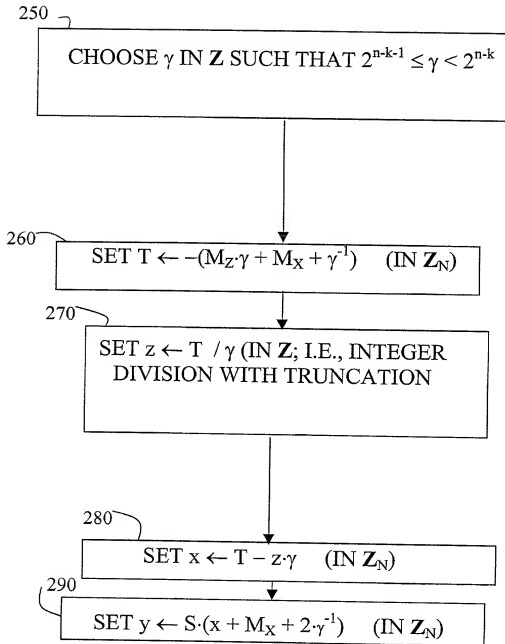 250
CHOOSE γ IN Z SUCH THAT 2^{n-k-1} ≤ γ < 2^{n-k}
260
SET T ← −(M_Z·γ + M_X + γ^{-1}) (IN Z_N)
270
SET z ← T / γ (IN Z; I.E., INTEGER
DIVISION WITH TRUNCATION
280
SET x ← T − z·γ (IN Z_N)
290
SET y ← S·(x + M_X + 2·γ^{-1}) (IN Z_N)